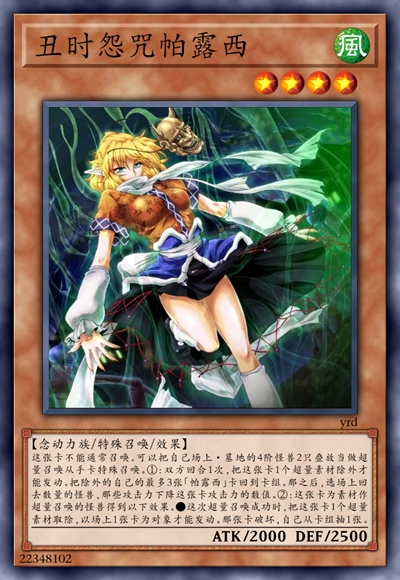 丑时怨咒帕露西
風
yrd
【念动力族/特殊召唤/效果】
这张卡不能通常召唤。可以把自己场上・墓地的4阶怪兽2只叠放当做超
量召唤从手卡特殊召唤。①：双方回合1次，把这张卡1个超量素材除外才
能发动。把除外的自己的最多3张「帕露西」卡回到卡组。那之后，选场上回
去数量的怪兽，那些攻击力下降这张卡攻击力的数值。②：这张卡为素材作
超量召唤的怪兽得到以下效果。●这次超量召唤成功时，把这张卡1个超量
素材取除，以场上1张卡为对象才能发动。那张卡破坏，自己从卡组抽1张。
ATK/2000 DEF/2500
22348102